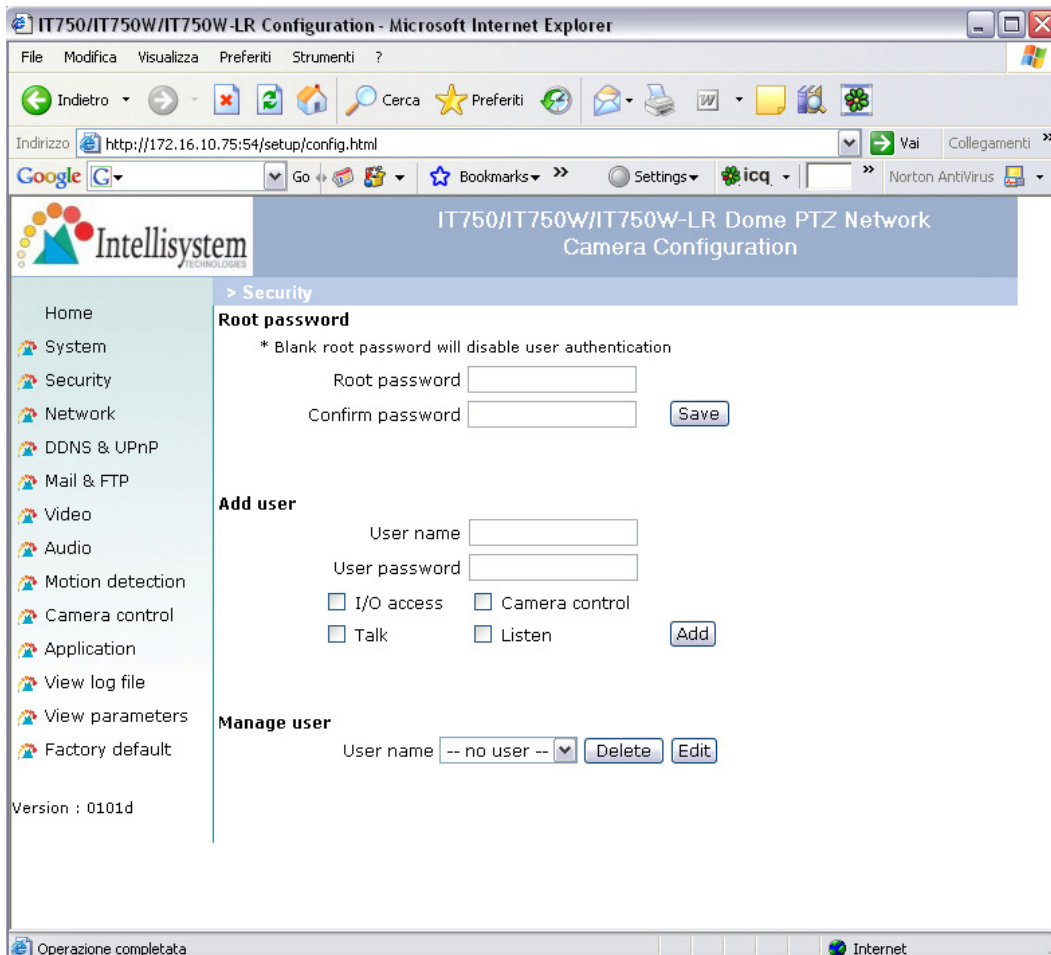 IT750/IT750W/IT750W-LR Configuration - Microsoft Internet Explorer
File Modifica Visualizza Preferiti Strumenti ?
Indietro Cerca Preferiti
Indirizzo http://172.16.10.75:54/setup/config.html Vai Collegamenti »
Google G Go Bookmarks » Settings icq » Norton AntiVirus
Intellisystem
TECHNOLOGIES
IT750/IT750W/IT750W-LR Dome PTZ Network
Camera Configuration
> Security
Home
System
Security
Network
DDNS & UPnP
Mail & FTP
Video
Audio
Motion detection
Camera control
Application
View log file
View parameters
Factory default
Version : 0101d
Root password
* Blank root password will disable user authentication
Root password
Confirm password Save
Add user
User name
User password
I/O access Camera control
Talk Listen Add
Manage user
User name -- no user -- Delete Edit
Operazione completata Internet